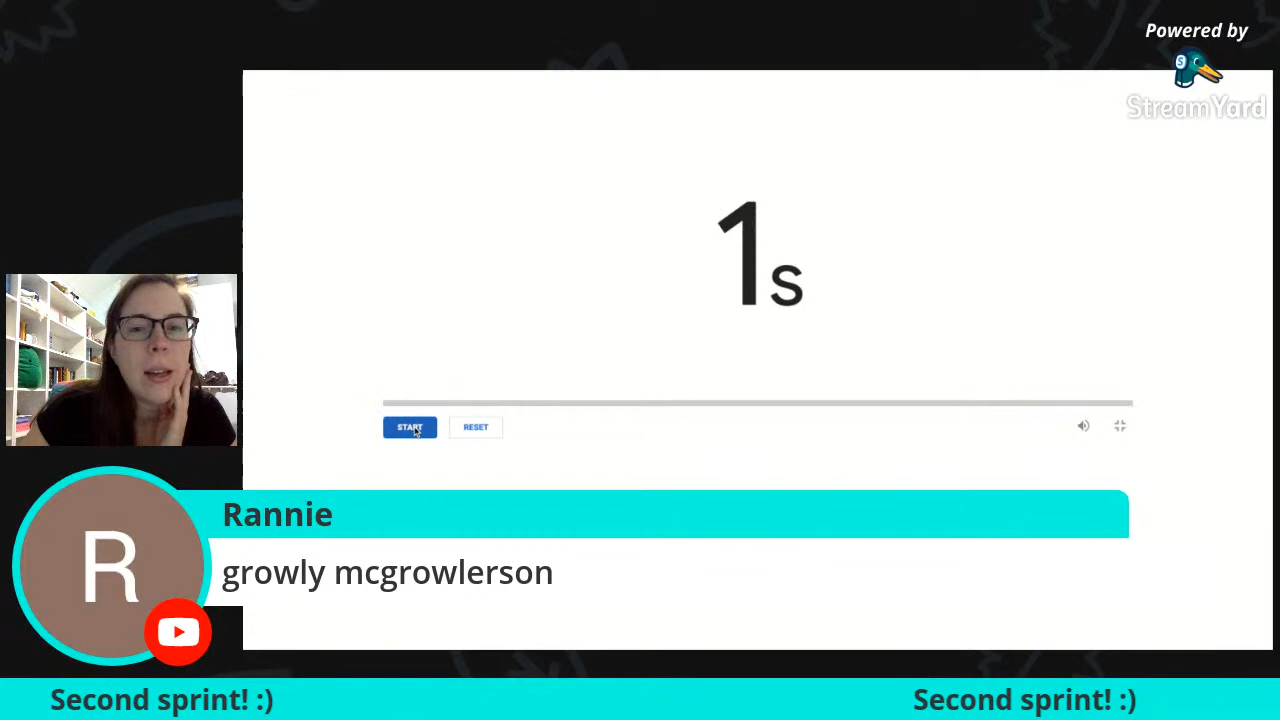 Powered by
S
StreamYard
1s
START
RESET
R
Rannie
growly mcgrowlerson
Second sprint! :)
Second sprint! :)